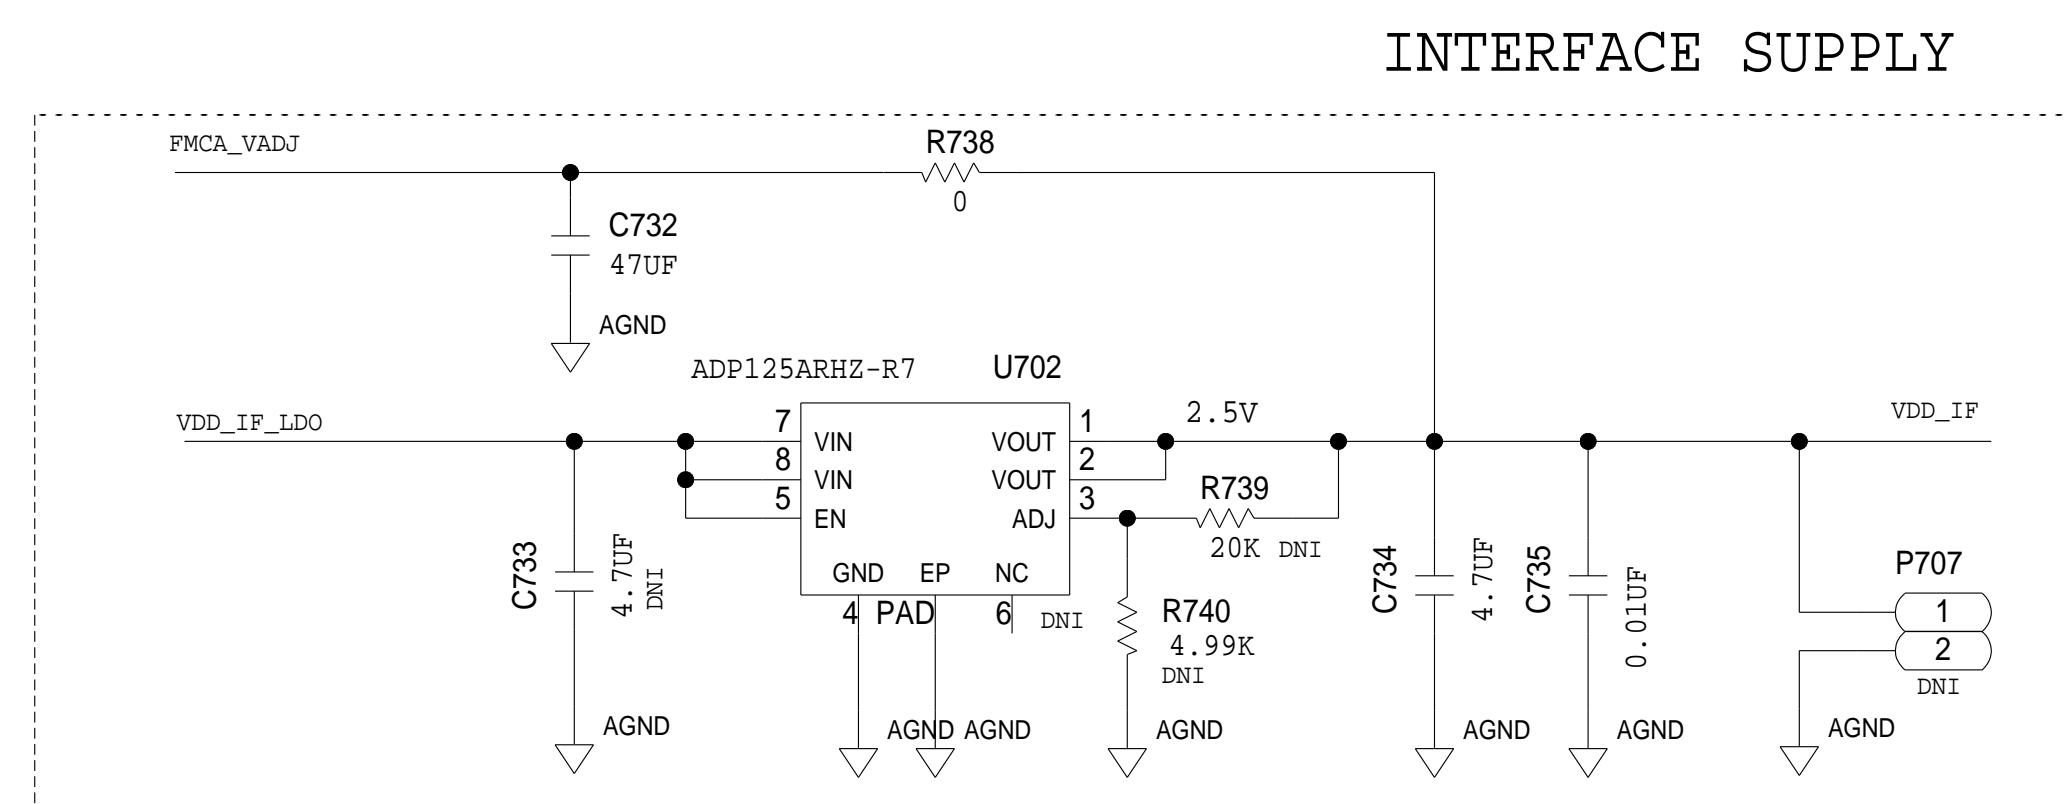 INTERFACE SUPPLY
FMCA_VADJ
R738
0
C732
47UF
AGND
ADP125ARHZ-R7
U702
VDD_IF_LDO
7
VIN
8
VIN
5
EN
VOUT
1
VOUT
2
ADJ
3
2.5V
VDD_IF
R739
20K DNI
GND
EP
NC
4
PAD
6
DNI
C733
4.7UF
DNI
AGND
AGND
AGND
R740
4.99K
DNI
AGND
C734
4.7UF
AGND
C735
0.01UF
AGND
P707
1
2
DNI
AGND